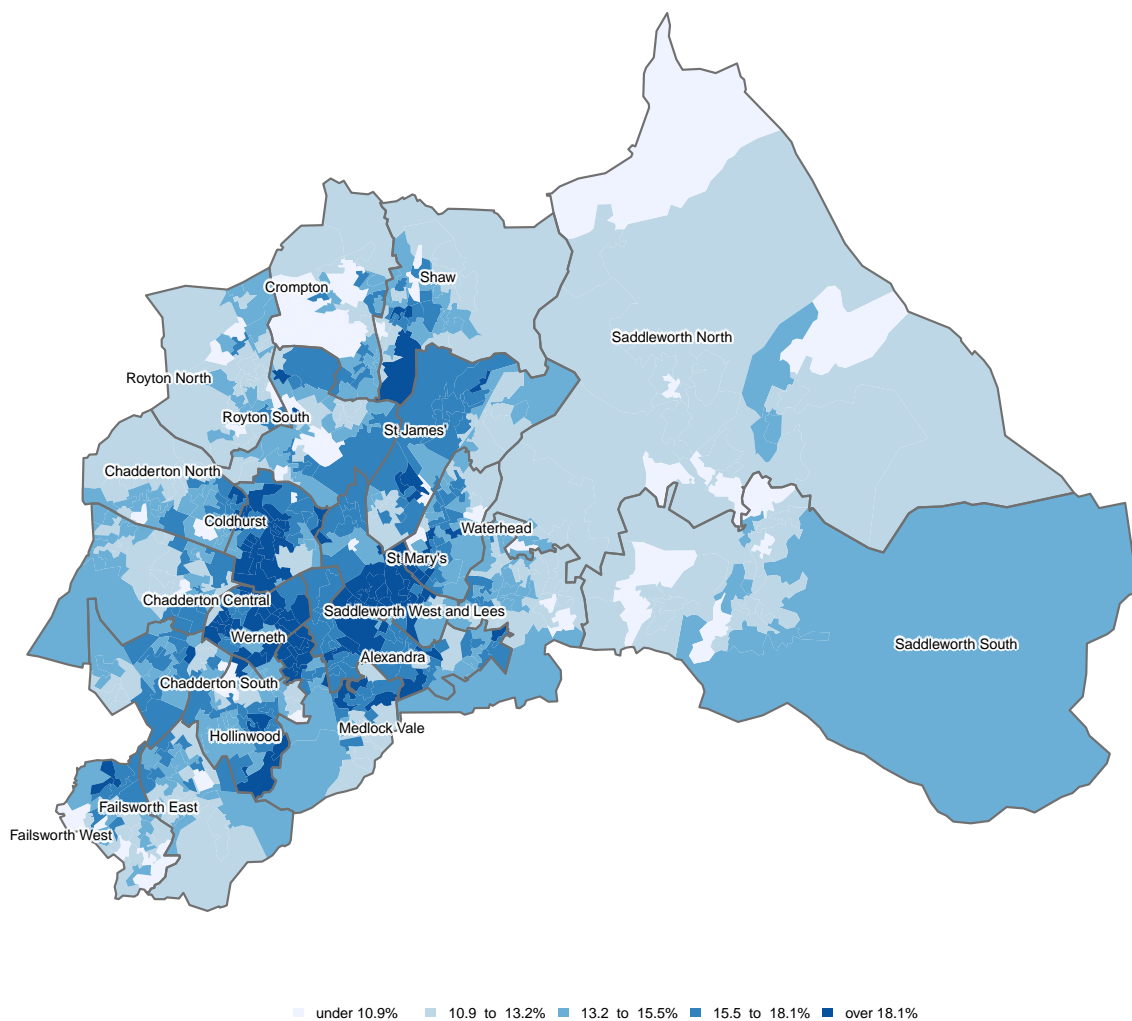 Shaw
Crompton
Saddleworth North
Royton North
Royton South
St James'
Chadderton North
Coldhurst
Waterhead
St Mary's
Chadderton Central
Saddleworth West and Lees
Werneth
Saddleworth South
Alexandra
Chadderton South
Medlock Vale
Hollinwood
Failsworth East
Failsworth West
under 10.9% 10.9 to 13.2% 13.2 to 15.5% 15.5 to 18.1% over 18.1%